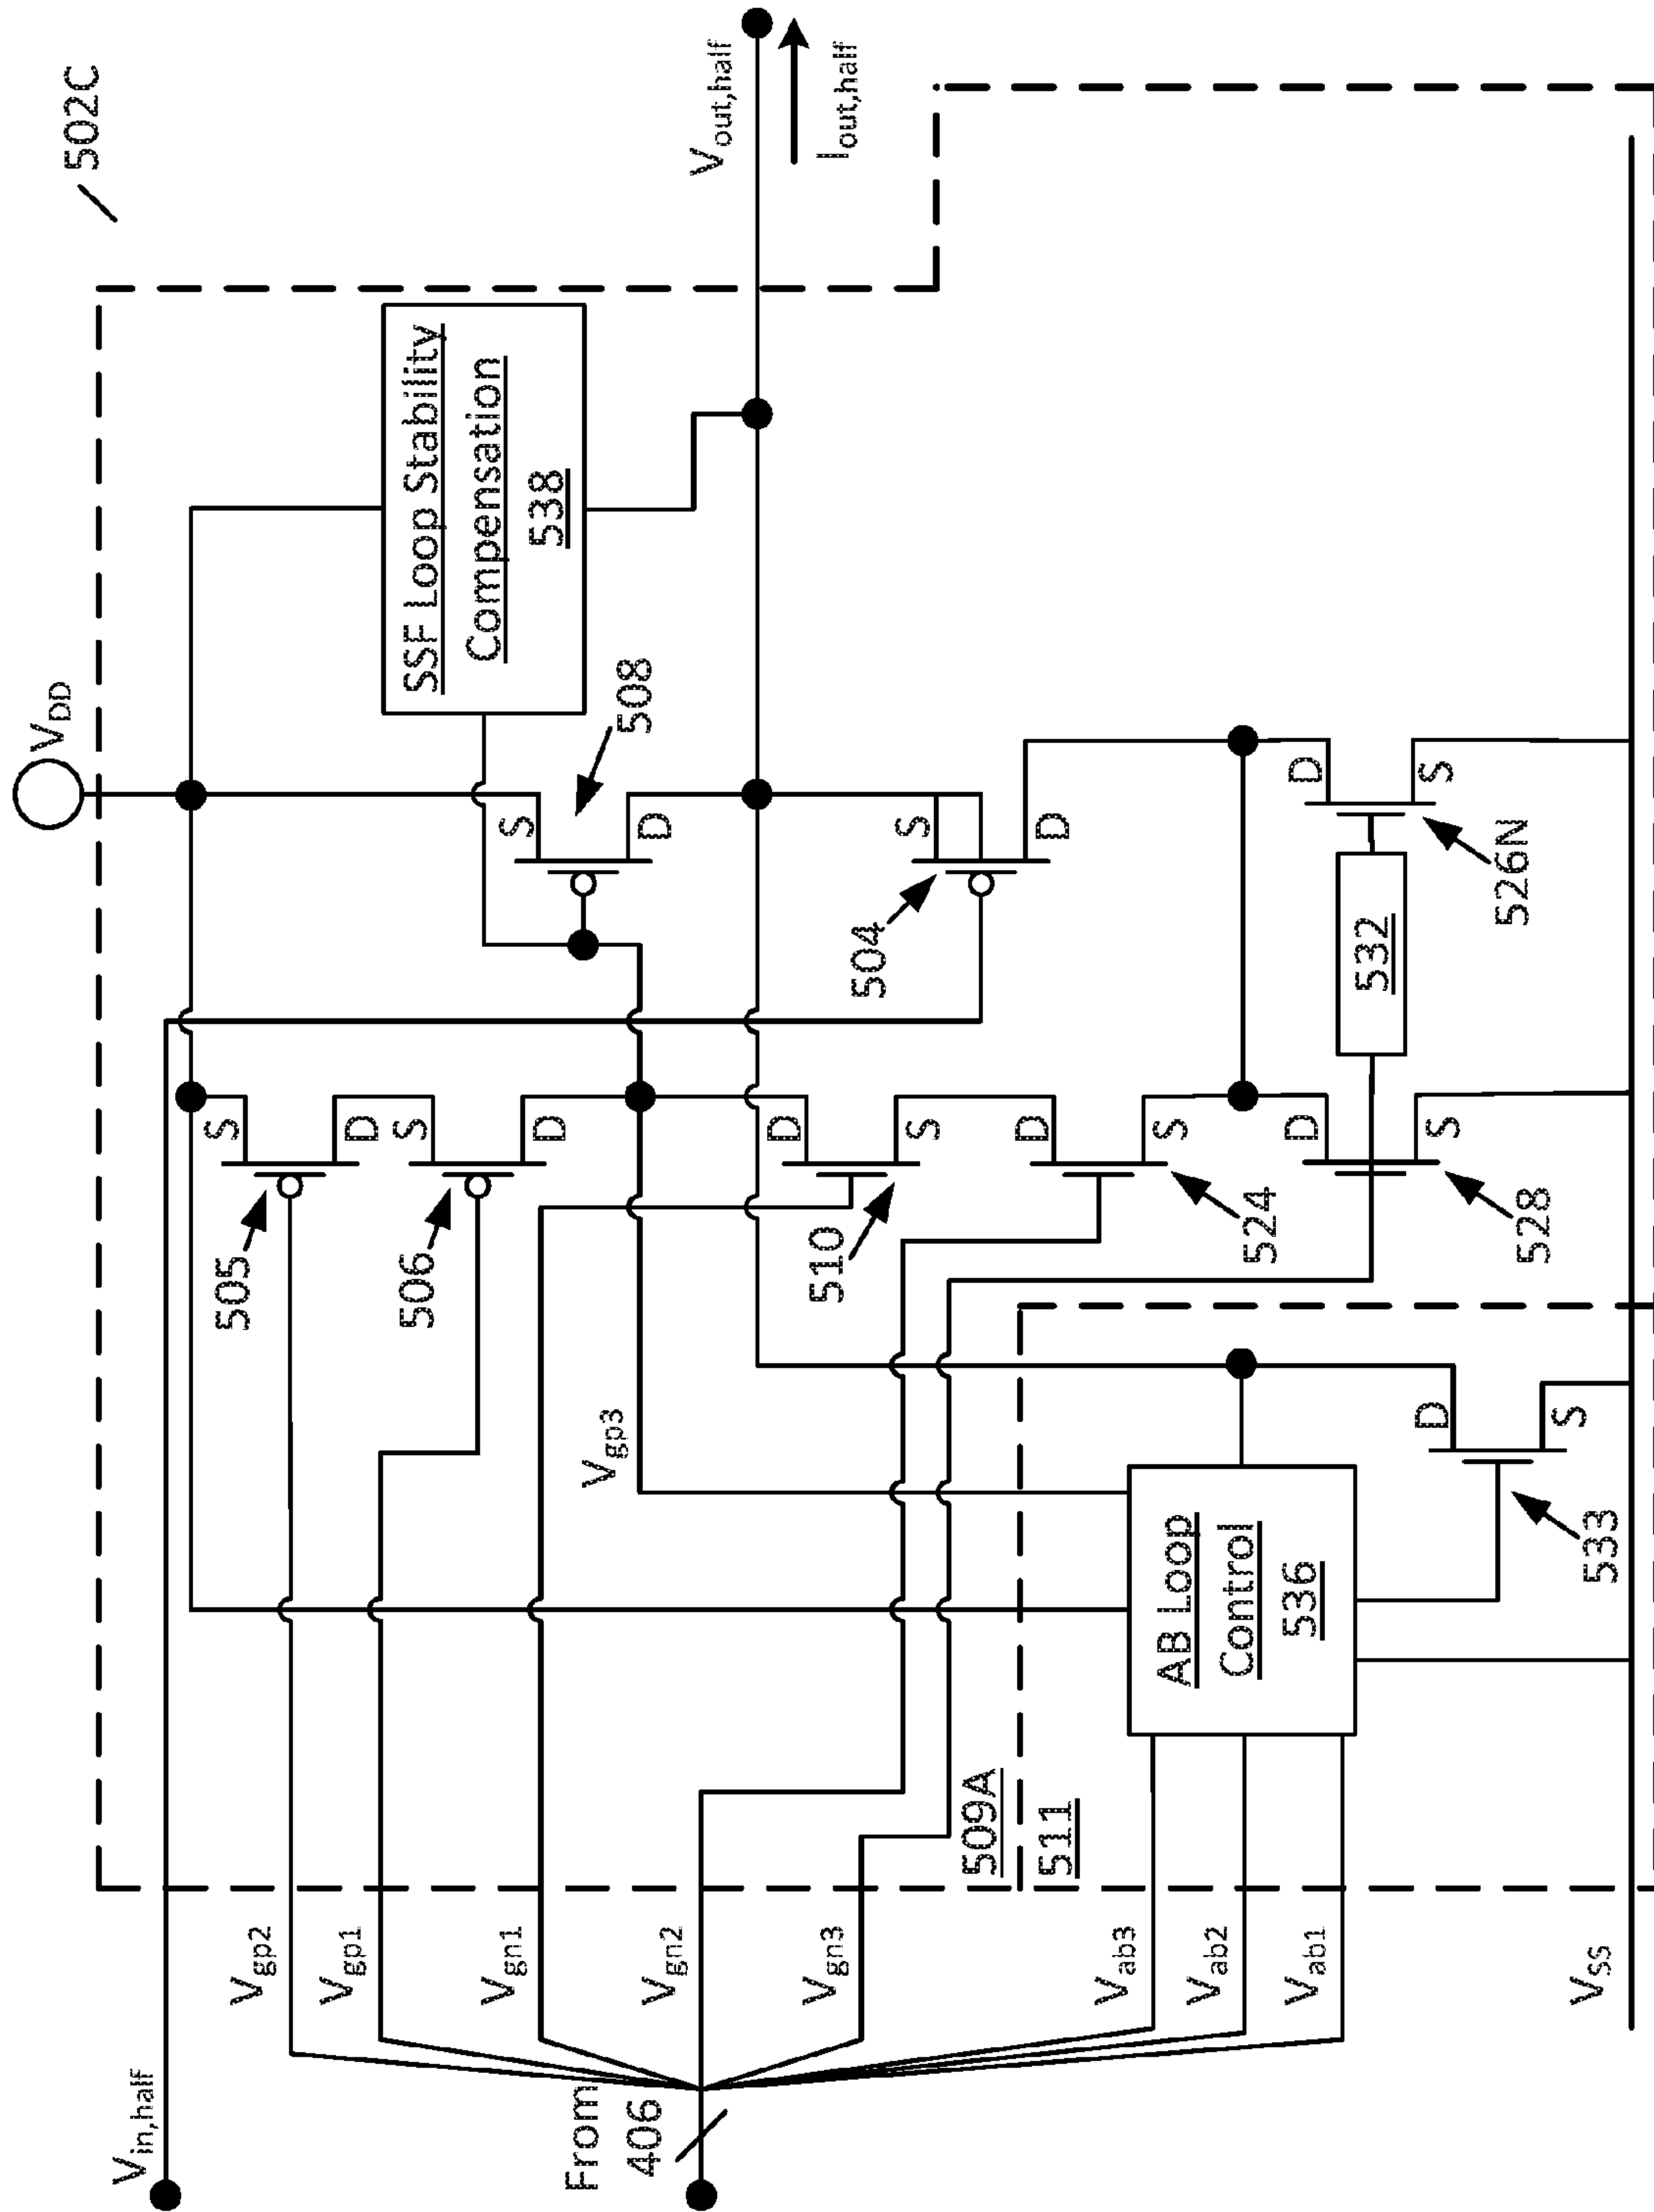 502C
V_DD
V_in,half
V_out,half
I_out,half
SSF Loop Stability
Compensation
538
S
D
508
S
D
505
S
D
506
V_gp2
V_gp1
V_gn1
V_gn2
V_gn3
V_gp3
From
406
D
S
510
S
D
504
D
S
524
D
S
528
532
D
S
526N
509A
511
AB Loop
Control
536
D
S
533
V_ab3
V_ab2
V_ab1
V_SS